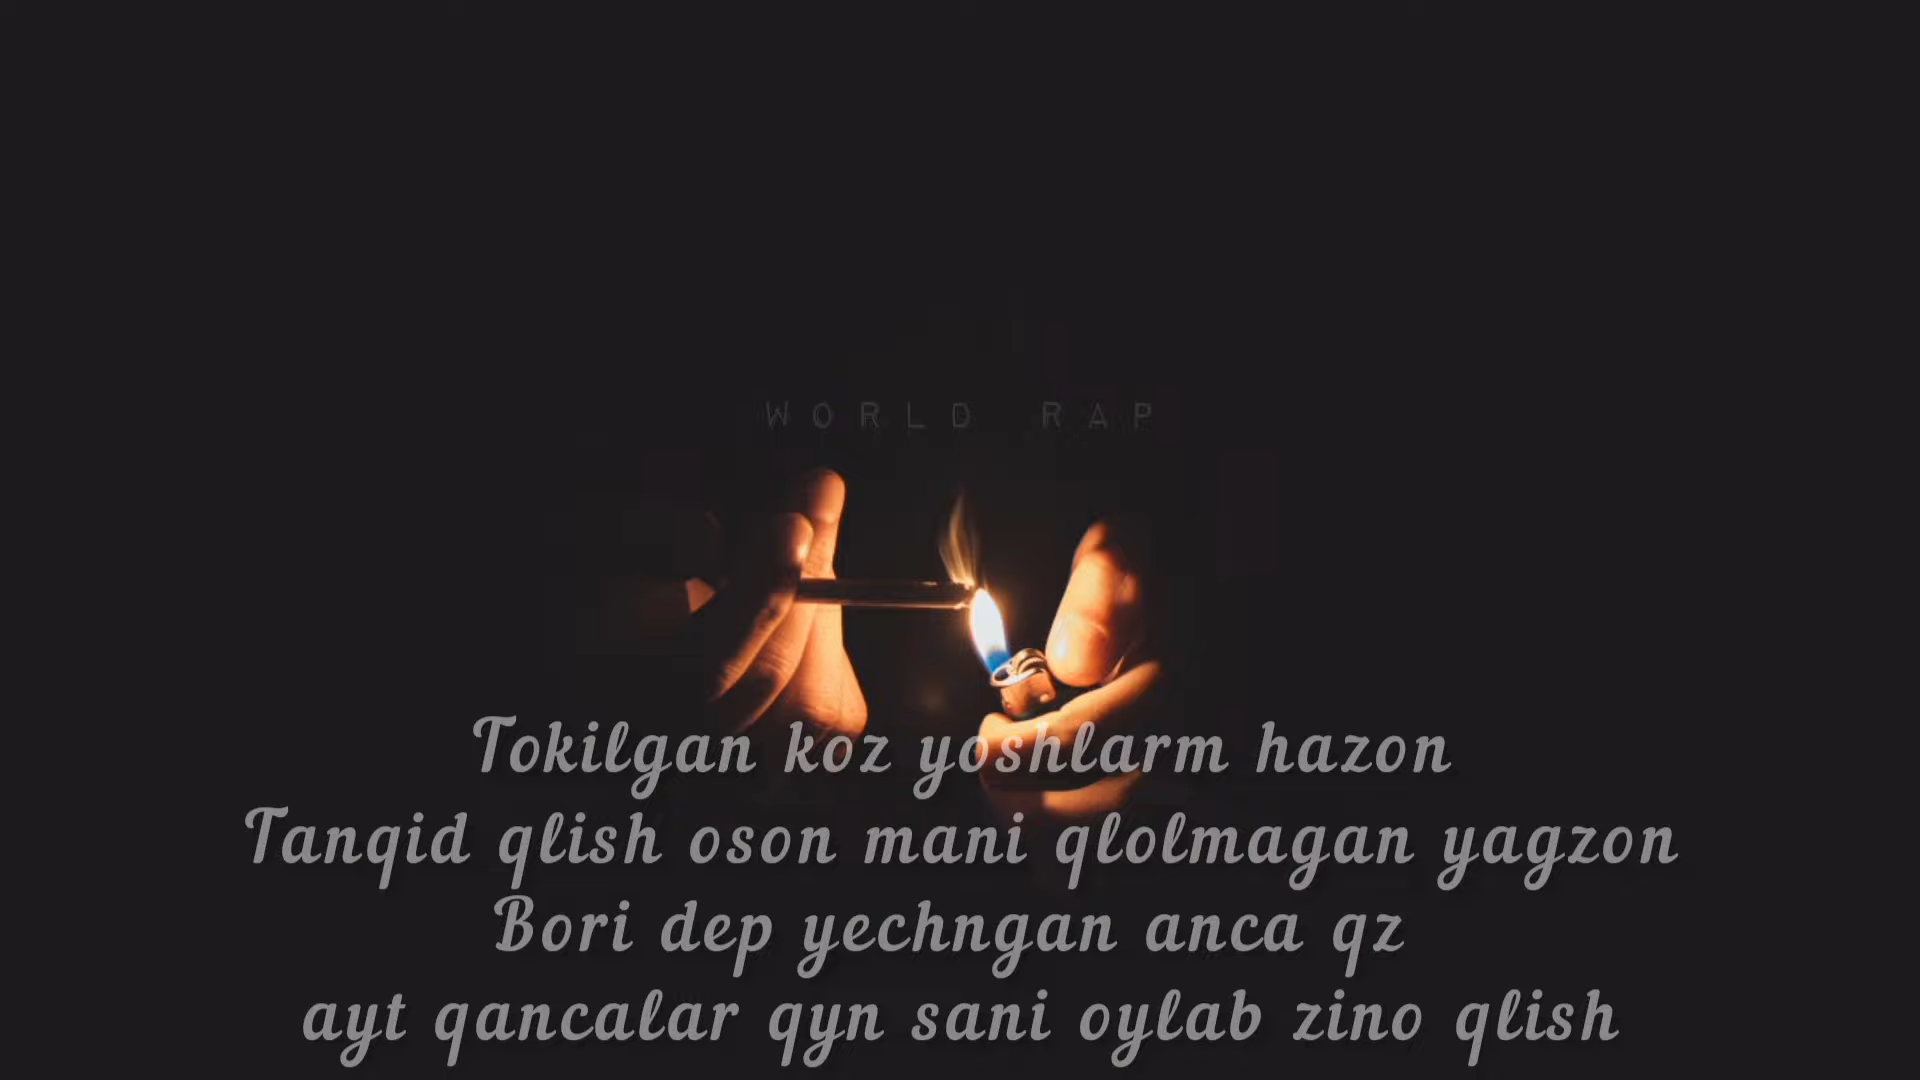 WORLD RAP
Tokilgan koz yoshlarm hazon
Tanqid qlish oson mani qlolmagan yagzon
Bori dep yechngan anca qz
ayt qancalar qyn sani oylab zino qlish